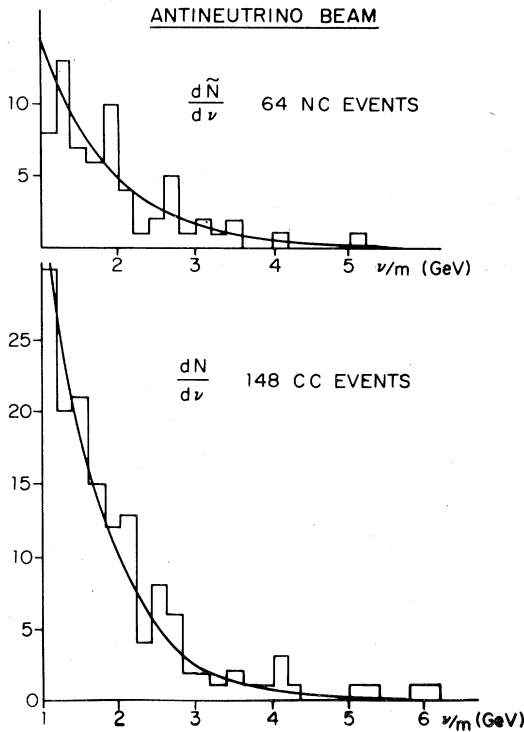 ANTINEUTRINO BEAM
dÑ
dν
64 NC EVENTS
10
5
2 3 4 5 ν/m (GeV)
25
20
15
10
5
0
dN
dν
148 CC EVENTS
1 2 3 4 5 6 ν/m (GeV)